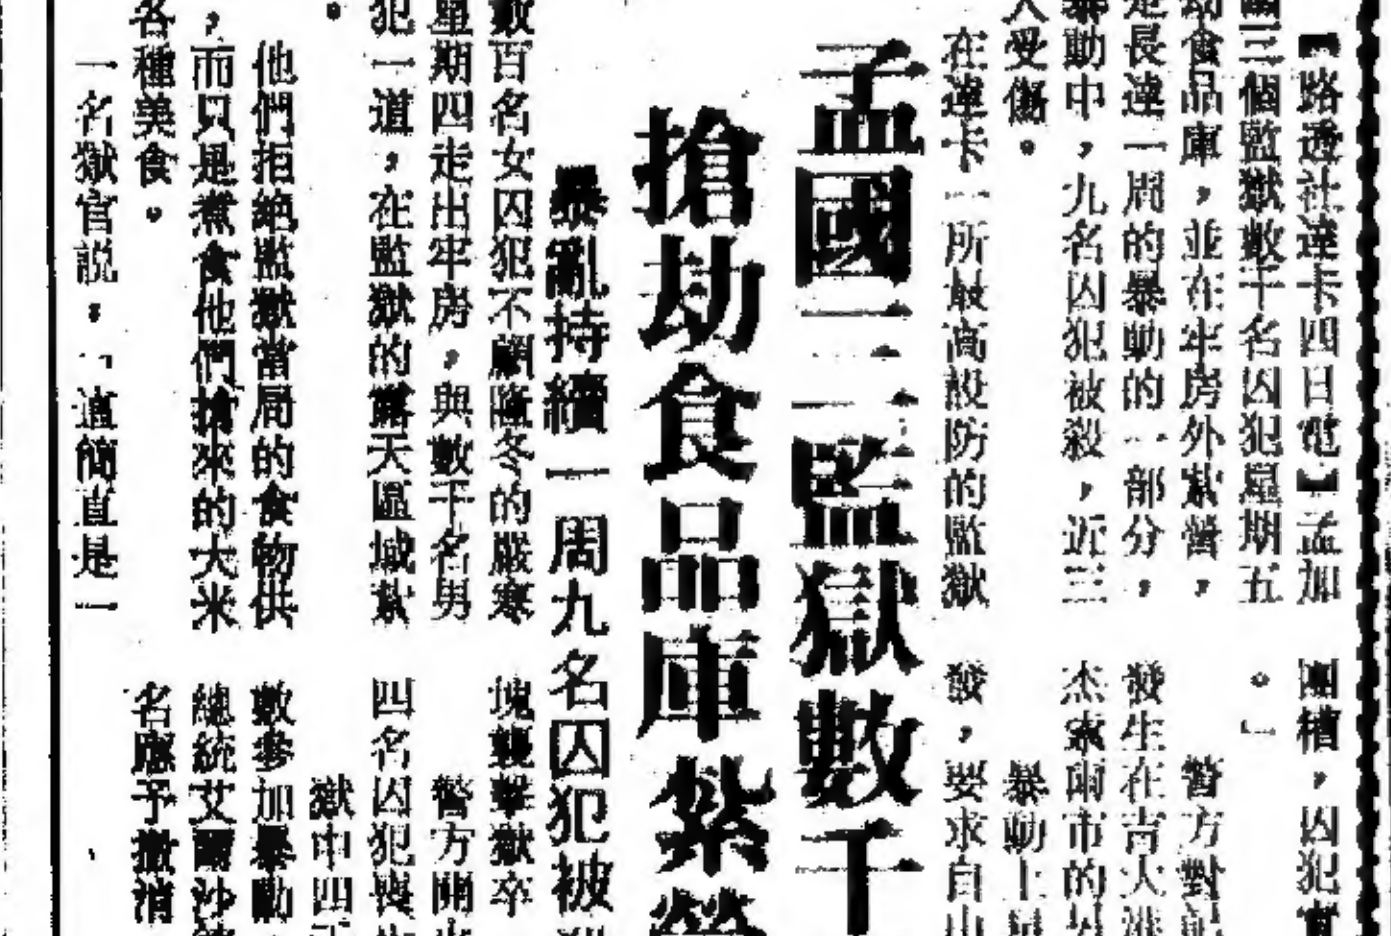 【路透社達卡四日電】孟加
國三個監獄數千名囚犯星期五
劫食品庫，並在牢房外紮營，
是長達一周的暴動的一部分，
暴動中，九名囚犯被殺，近三
人受傷。
在達卡一所最高設防的監獄
孟國三監獄數千
搶劫食品庫紮營
暴亂持續一周九名囚犯被
數百名女囚犯不顧隆冬的嚴寒
星期四走出牢房，與數千名男
犯一道，在監獄的露天區域紮
。
他們拒絕監獄當局的食物供
，而只是煮食他們搶來的大米
各種美食。
一名獄官説，「這簡直是一
團糟，囚犯
。」
警方對
發生在吉大港
杰索爾市的
暴動上星
發，要求自由
塊襲擊獄卒
警方開
四名囚犯喪
獄中四
數參加暴動
總統艾爾沙
名應予撤消